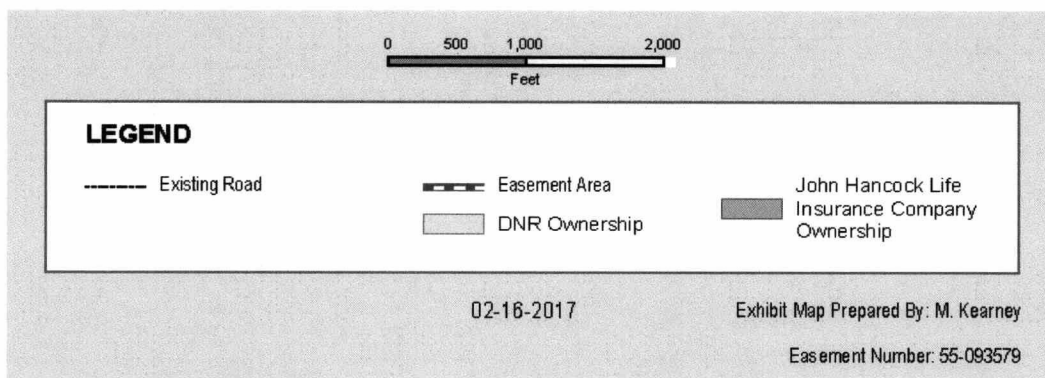 0 500 1,000 2,000
Feet
LEGEND
Existing Road
Easement Area
DNR Ownership
John Hancock Life
Insurance Company
Ownership
02-16-2017
Exhibit Map Prepared By: M. Kearney
Easement Number: 55-093579